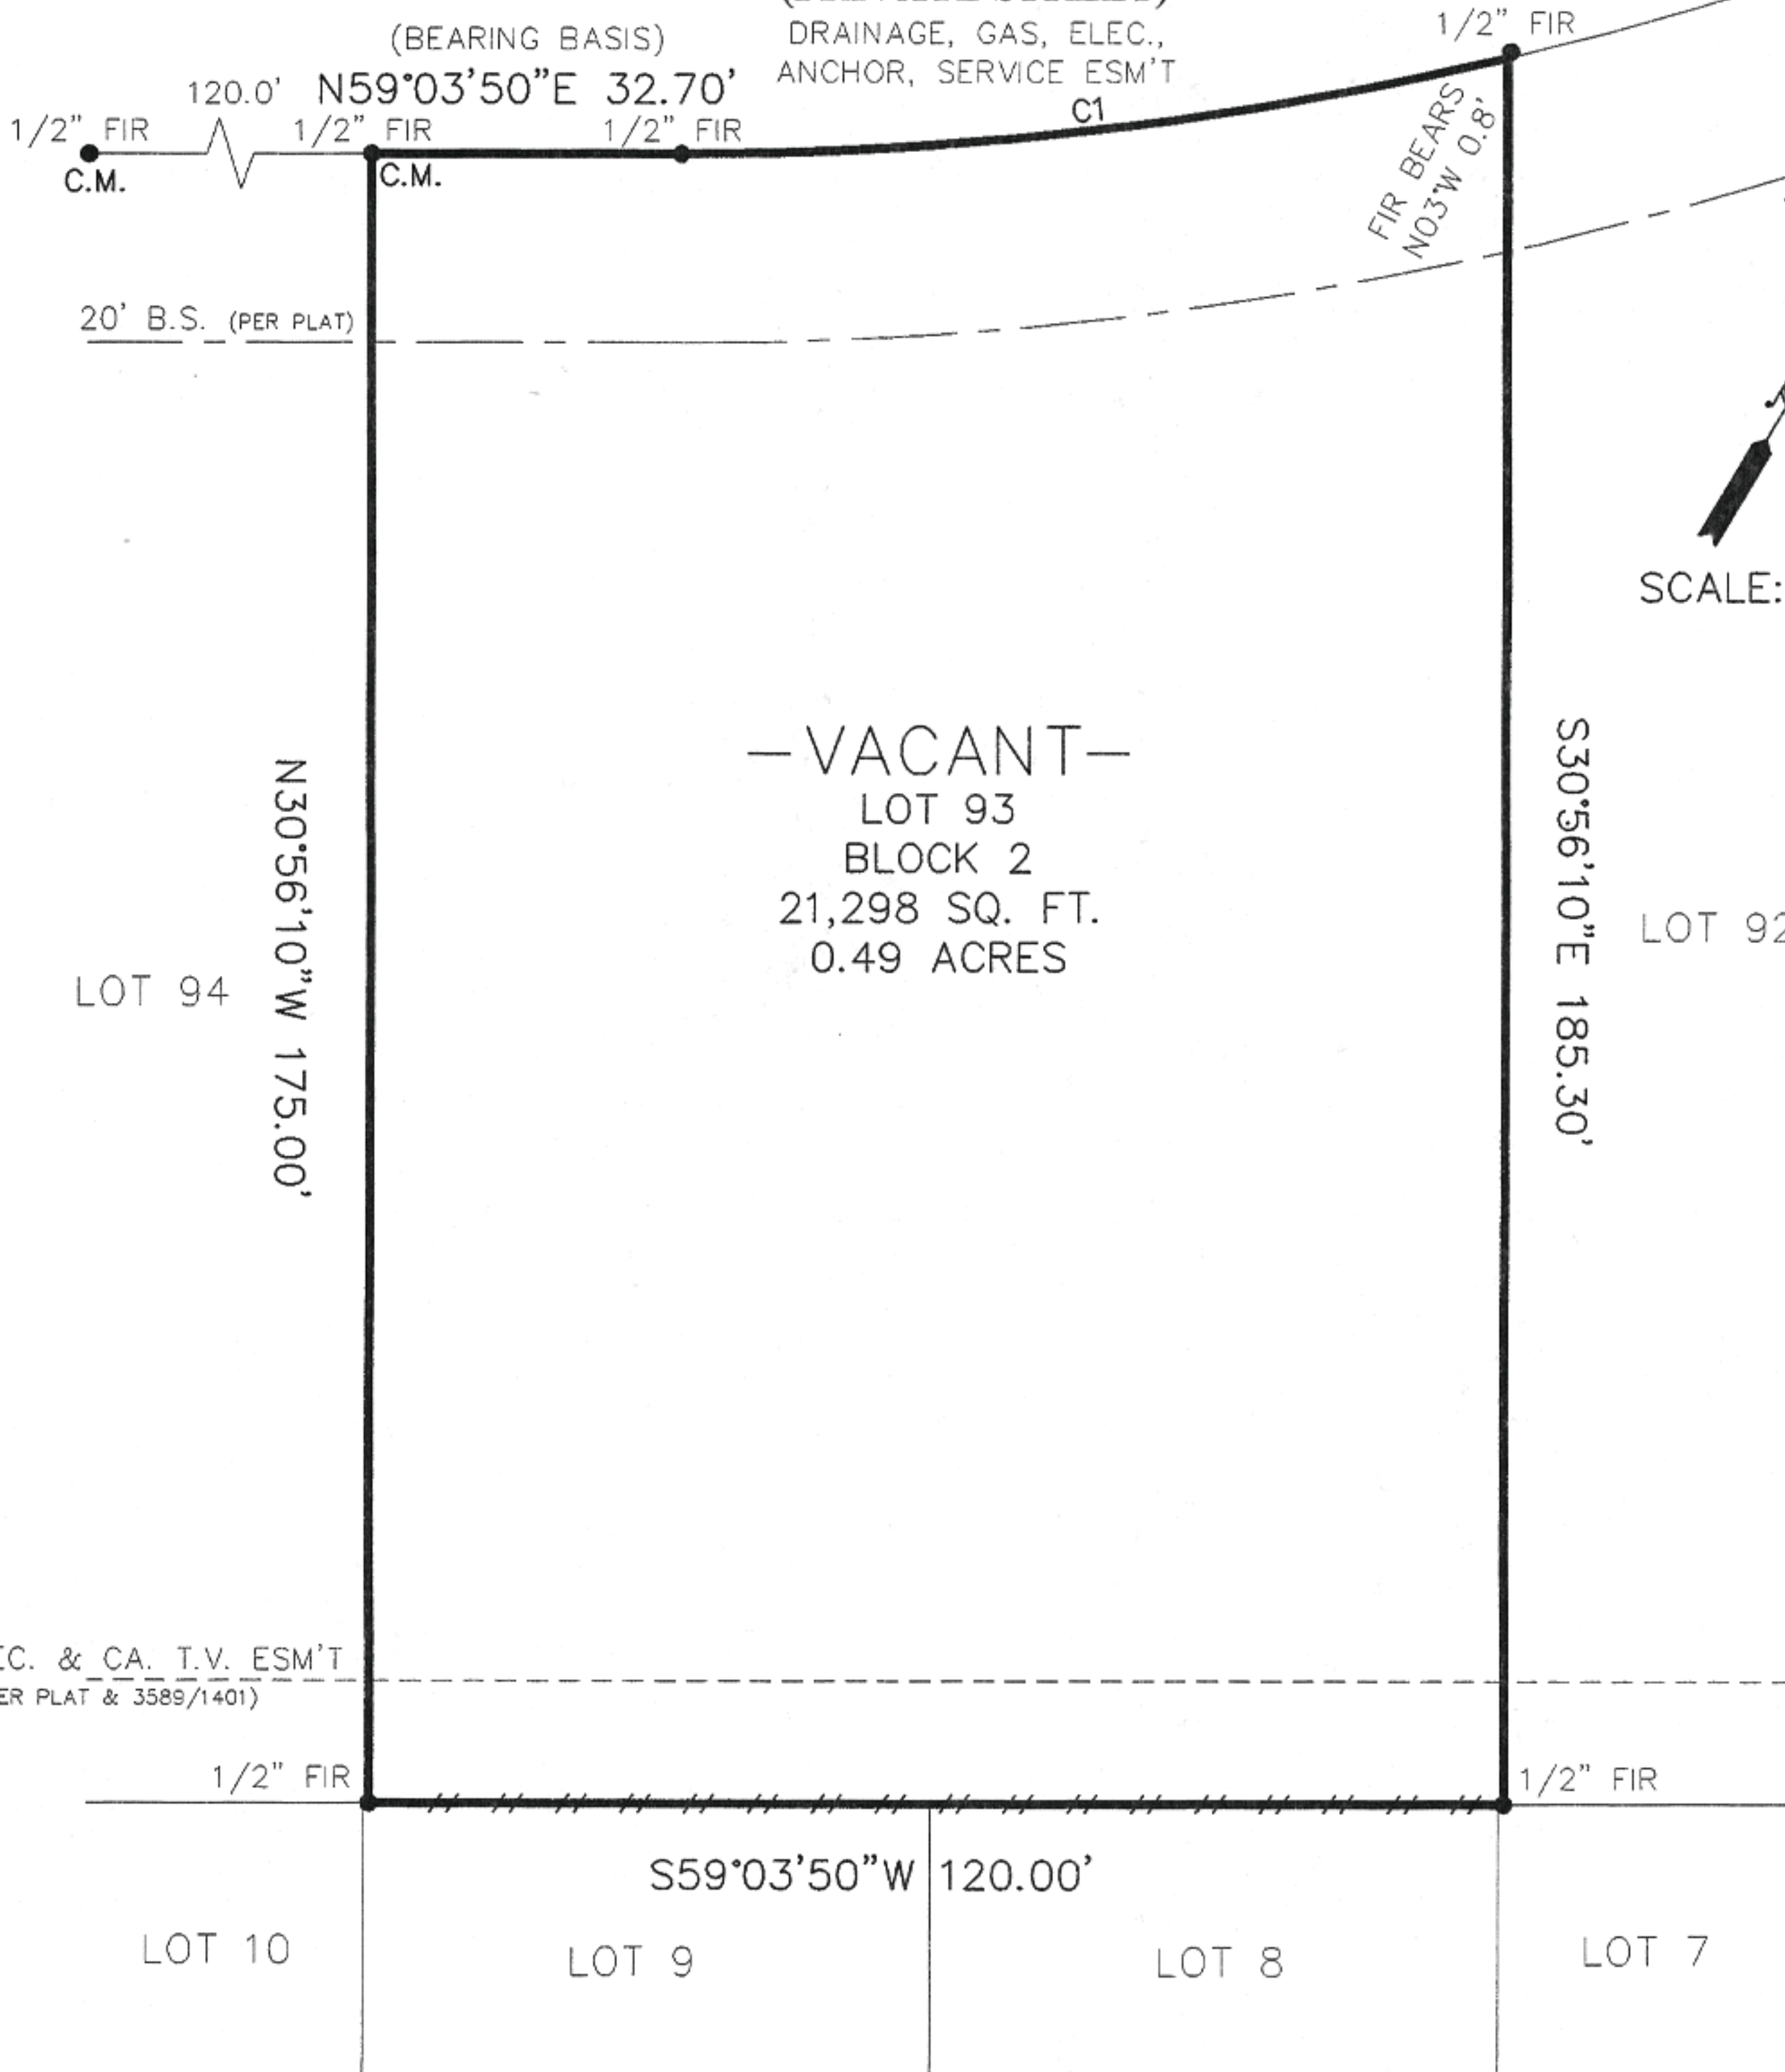 (BEARING BASIS)
DRAINAGE, GAS, ELEC.,
ANCHOR, SERVICE ESM'T
1/2" FIR
120.0'
N59°03'50"E 32.70'
C1
1/2" FIR
1/2" FIR
1/2" FIR
C.M.
C.M.
FIR BEARS
N03°W 0.8'
20' B.S. (PER PLAT)
SCALE:
-VACANT-
LOT 93
BLOCK 2
21,298 SQ. FT.
0.49 ACRES
N30°56'10"W 175.00'
S30°56'10"E 185.30'
LOT 94
LOT 92
& CA. T.V. ESM'T
PLAT & 3589/1401)
1/2" FIR
1/2" FIR
S59°03'50"W 120.00'
LOT 10
LOT 9
LOT 8
LOT 7